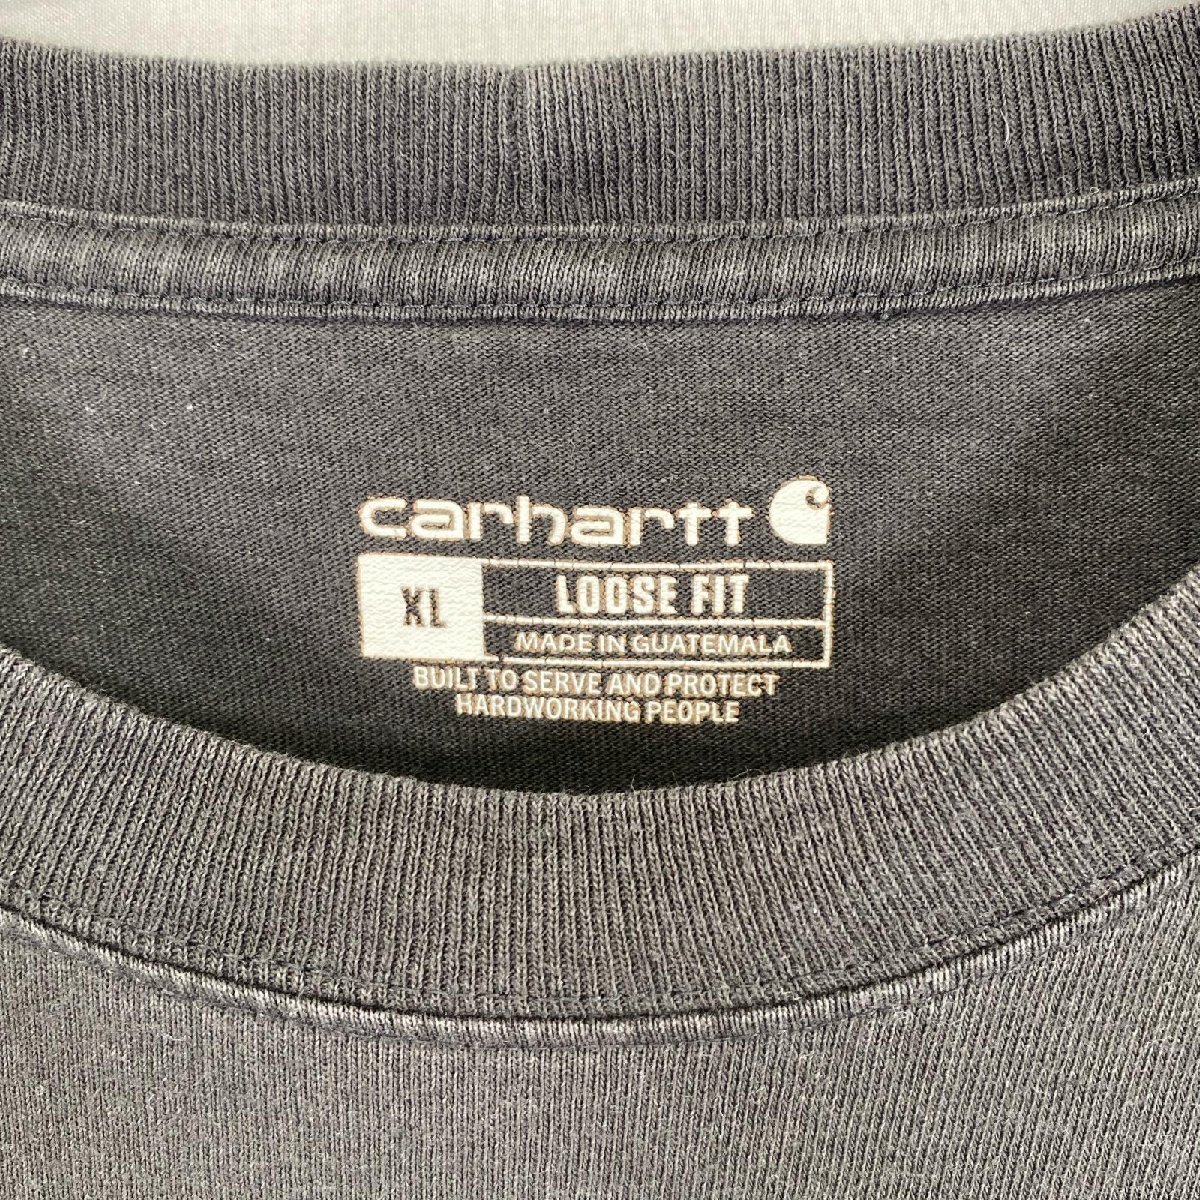 carhartt
XL LOOSE FIT
MADE IN GUATEMALA
BUILT TO SERVE AND PROTECT
HARDWORKING PEOPLE